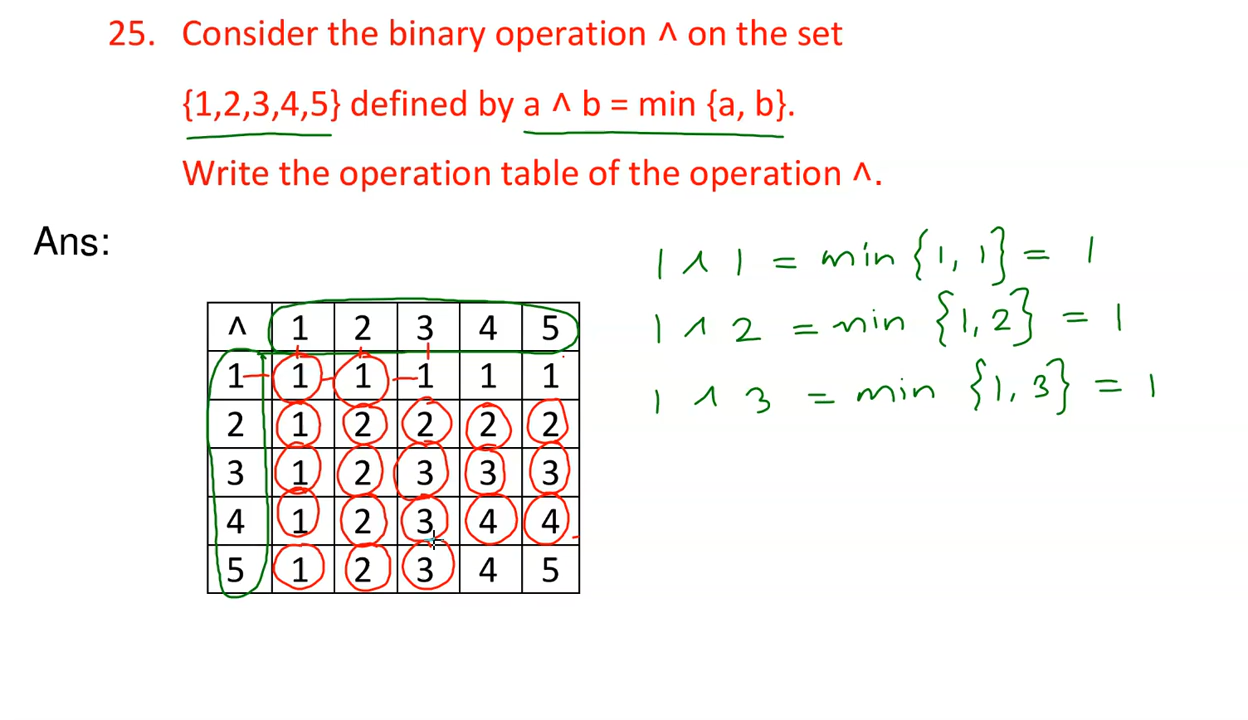 25. Consider the binary operation ^ on the set
{1,2,3,4,5} defined by a ^ b = min {a, b}.
Write the operation table of the operation ^.
Ans:
1 ^ 1 = min {1, 1} = 1
1 ^ 2 = min {1, 2} = 1
1 ^ 3 = min {1, 3} = 1
^ 1 2 3 4 5
1 1 1 1 1 1
2 1 2 2 2 2
3 1 2 3 3 3
4 1 2 3 4 4
5 1 2 3 4 5